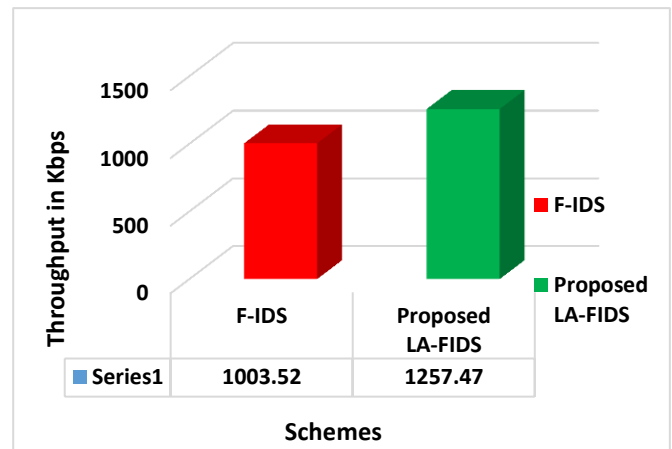 Throughput in Kbps
1500
1000
500
0
F-IDS
Proposed
LA-FIDS
Series1 1003.52 1257.47
Schemes
F-IDS
Proposed
LA-FIDS